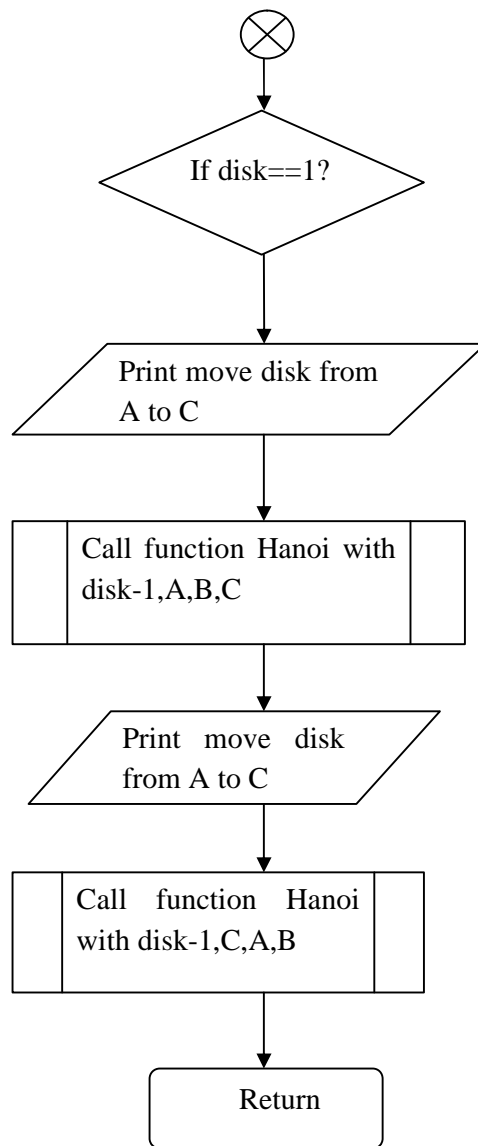 If disk==1?
Print move disk from
A to C
Call function Hanoi with
disk-1,A,B,C
Print move disk
from A to C
Call function Hanoi
with disk-1,C,A,B
Return